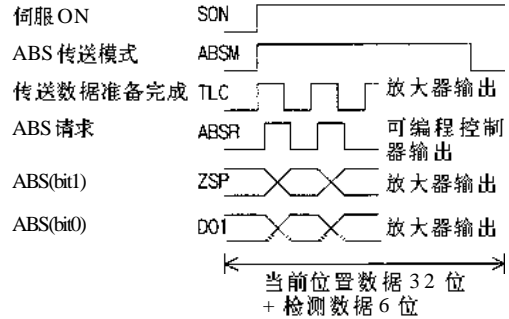 伺服ON SON
ABS传送模式 ABSM
传送数据准备完成 TLC 放大器输出
ABS请求 ABSR 可编程控制
器输出
ABS(bit1) ZSP 放大器输出
ABS(bit0) DO1 放大器输出
当前位置数据32位
+检测数据6位